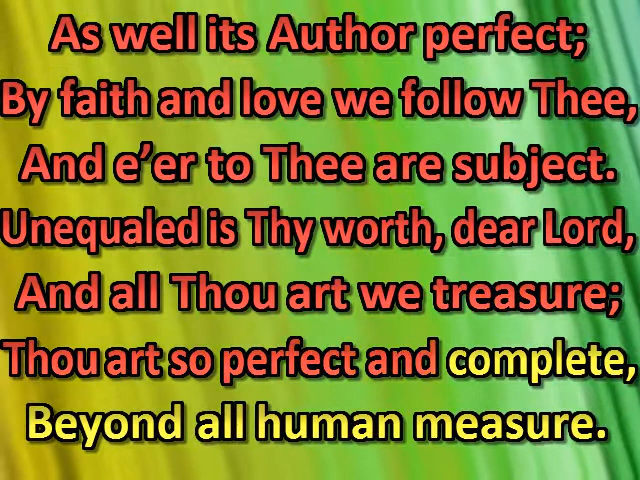 As well its Author perfect;
By faith and love we follow Thee,
And e’er to Thee are subject.
Unequaled is Thy worth, dear Lord,
And all Thou art we treasure;
Thou art so perfect and complete,
Beyond all human measure.